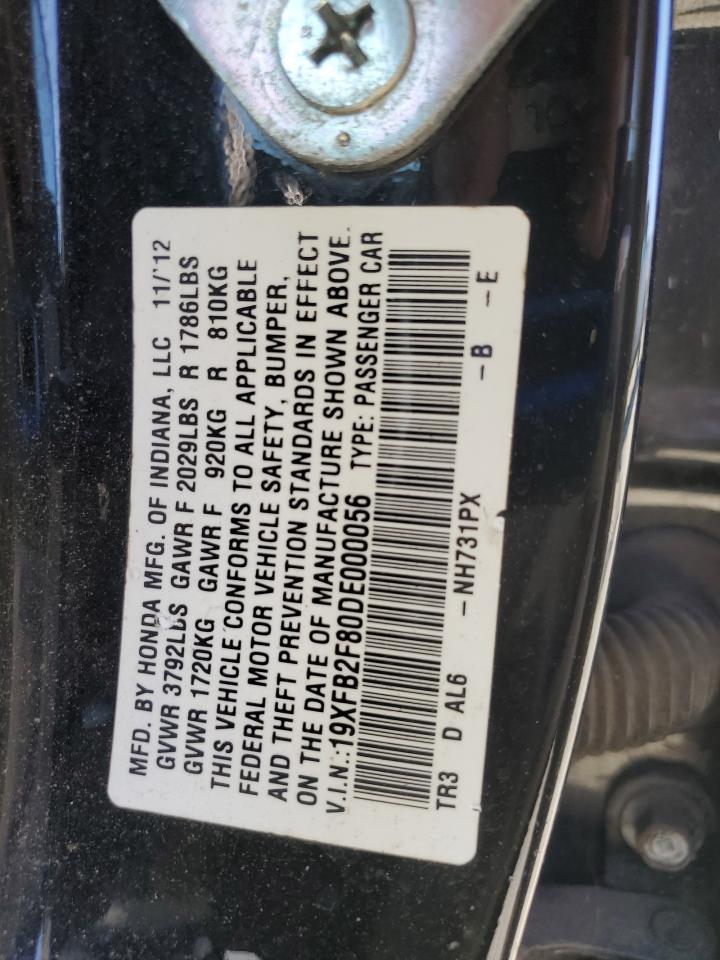 MFD. BY HONDA MFG. OF INDIANA, LLC 11/'12
GVWR 3792LBS GAWR F 2029LBS R 1786LBS
GVWR 1720KG GAWR F 920KG R 810KG
THIS VEHICLE CONFORMS TO ALL APPLICABLE
FEDERAL MOTOR VEHICLE SAFETY, BUMPER,
AND THEFT PREVENTION STANDARDS IN EFFECT
ON THE DATE OF MANUFACTURE SHOWN ABOVE.
V.I.N.:19XFB2F80DE000056 TYPE: PASSENGER CAR
TR3 D AL6 -NH731PX -B -E